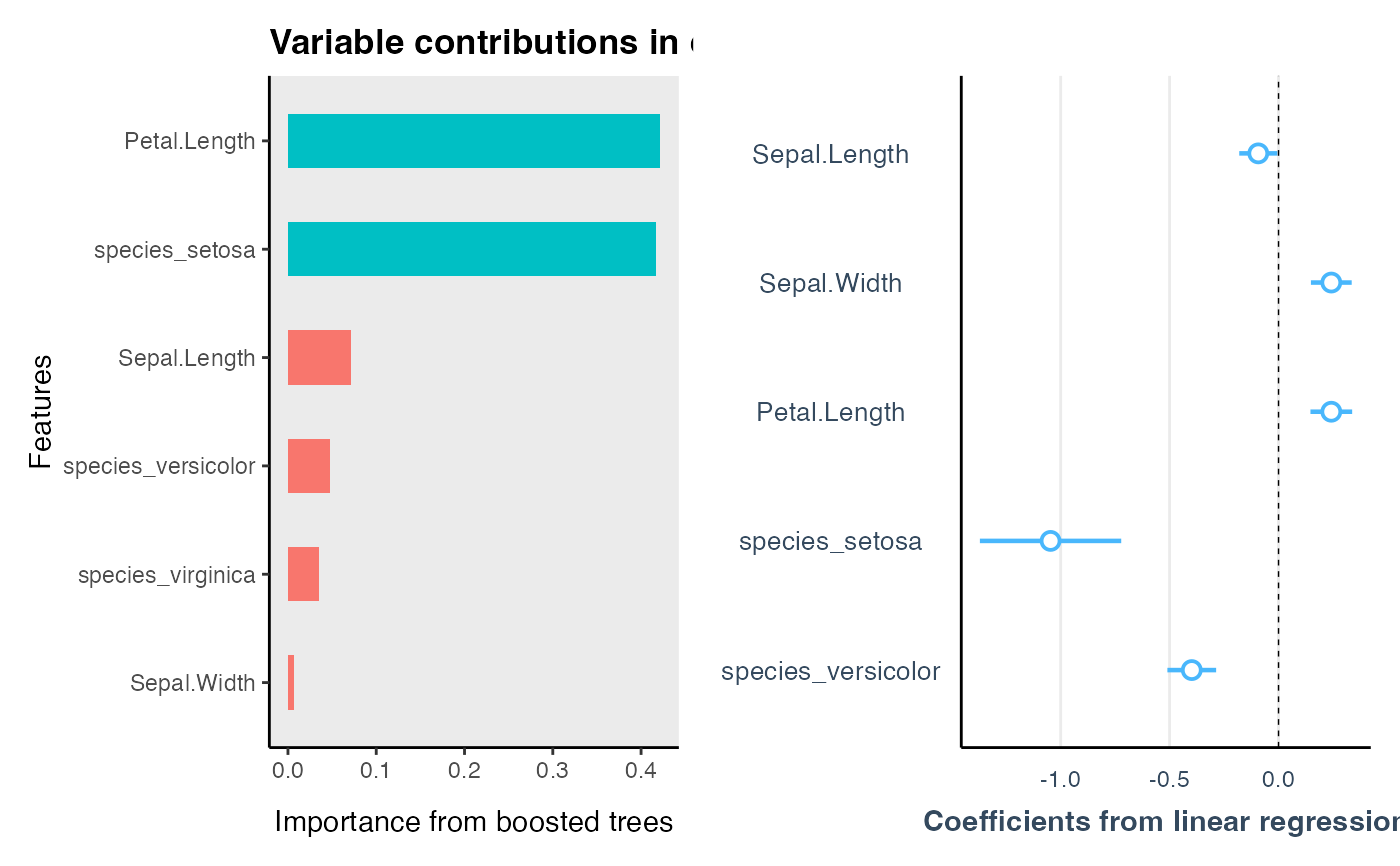 Variable contributions in
Petal.Length
species_setosa
Sepal.Length
species_versicolor
species_virginica
Sepal.Width
Features
0.0 0.1 0.2 0.3 0.4
Importance from boosted trees
Sepal.Length
Sepal.Width
Petal.Length
species_setosa
species_versicolor
-1.0 -0.5 0.0
Coefficients from linear regression